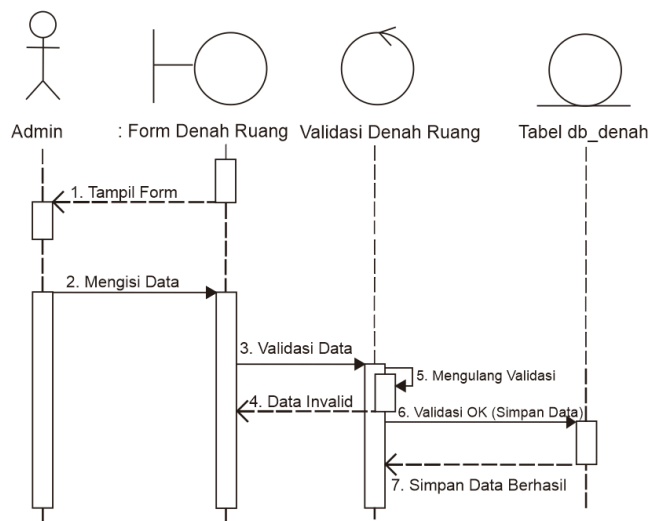 Admin
: Form Denah Ruang
Validasi Denah Ruang
Tabel db_denah
1. Tampil Form
2. Mengisi Data
3. Validasi Data
5. Mengulang Validasi
4. Data Invalid
6. Validasi OK (Simpan Data)
7. Simpan Data Berhasil